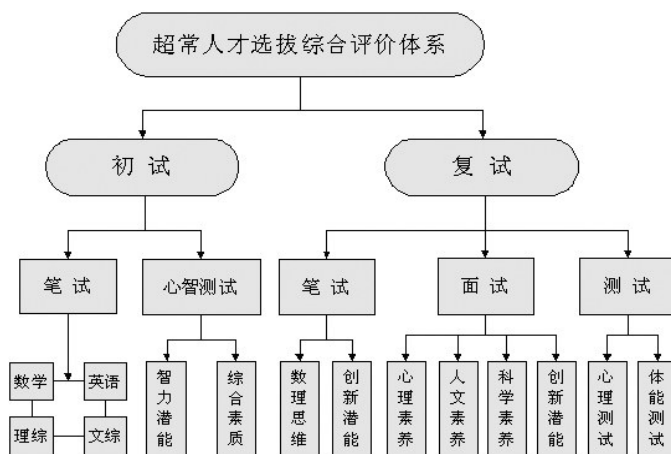 超常人才选拔综合评价体系
初试
复试
笔试
心智测试
笔试
面试
测试
数学
英语
理综
文综
智力潜能
综合素质
数理思维
创新潜能
心理素养
人文素养
科学素养
创新潜能
心理测试
体能测试